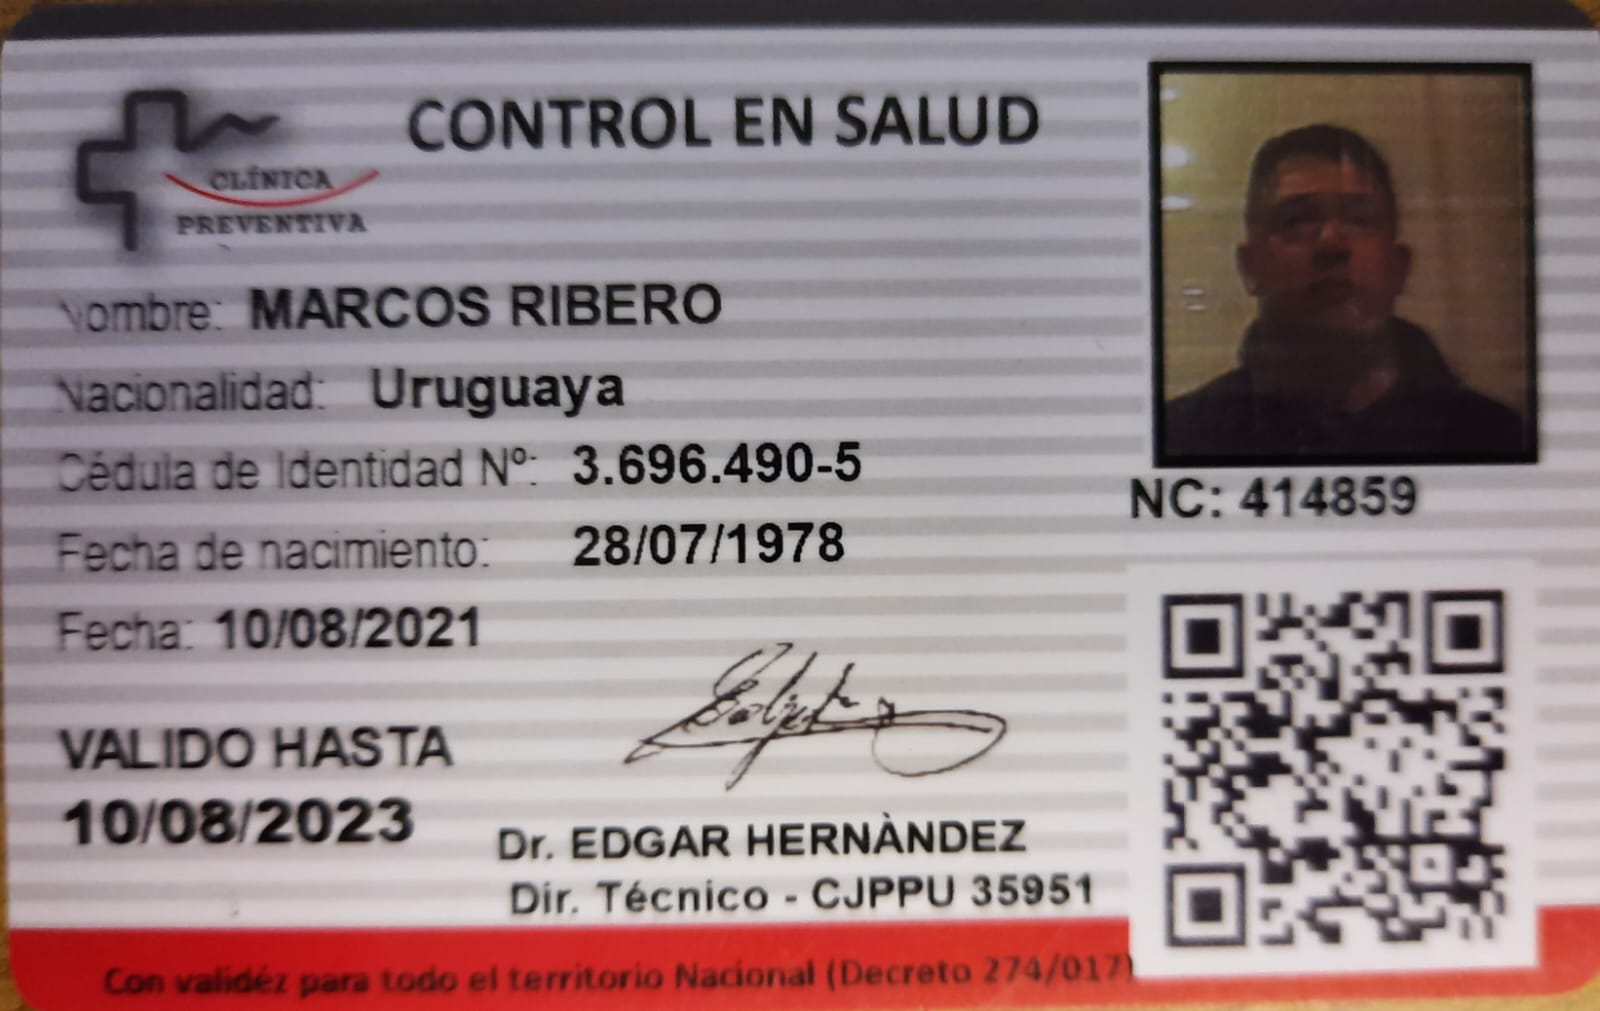 CONTROL EN SALUD
CLÍNICA
PREVENTIVA
Nombre: MARCOS RIBERO
Nacionalidad: Uruguaya
Cédula de Identidad Nº: 3.696.490-5
Fecha de nacimiento: 28/07/1978
Fecha: 10/08/2021
VALIDO HASTA
10/08/2023
NC: 414859
Dr. EDGAR HERNÀNDEZ
Dir. Técnico - CJPPU 35951
Con validéz para todo el territorio Nacional (Decreto 274/017)